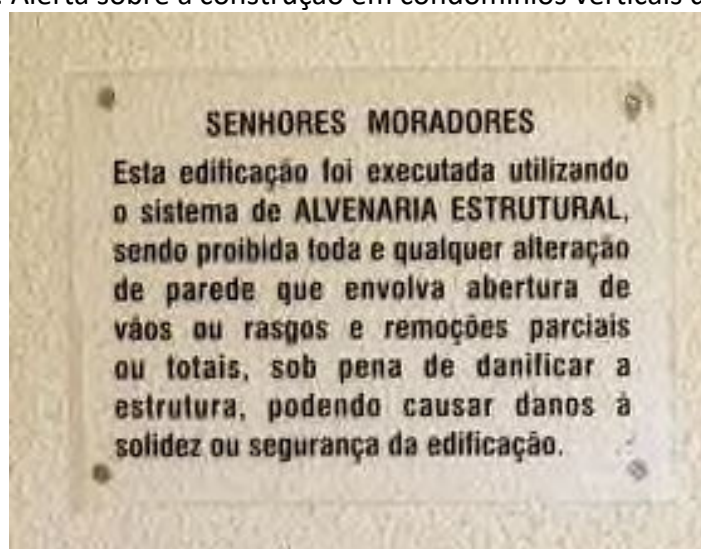 Alerta sobre a construção em condomínios verticais
SENHORES MORADORES
Esta edificação foi executada utilizando
o sistema de ALVENARIA ESTRUTURAL,
sendo proibida toda e qualquer alteração
de parede que envolva abertura de
vãos ou rasgos e remoções parciais
ou totais, sob pena de danificar a
estrutura, podendo causar danos à
solidez ou segurança da edificação.